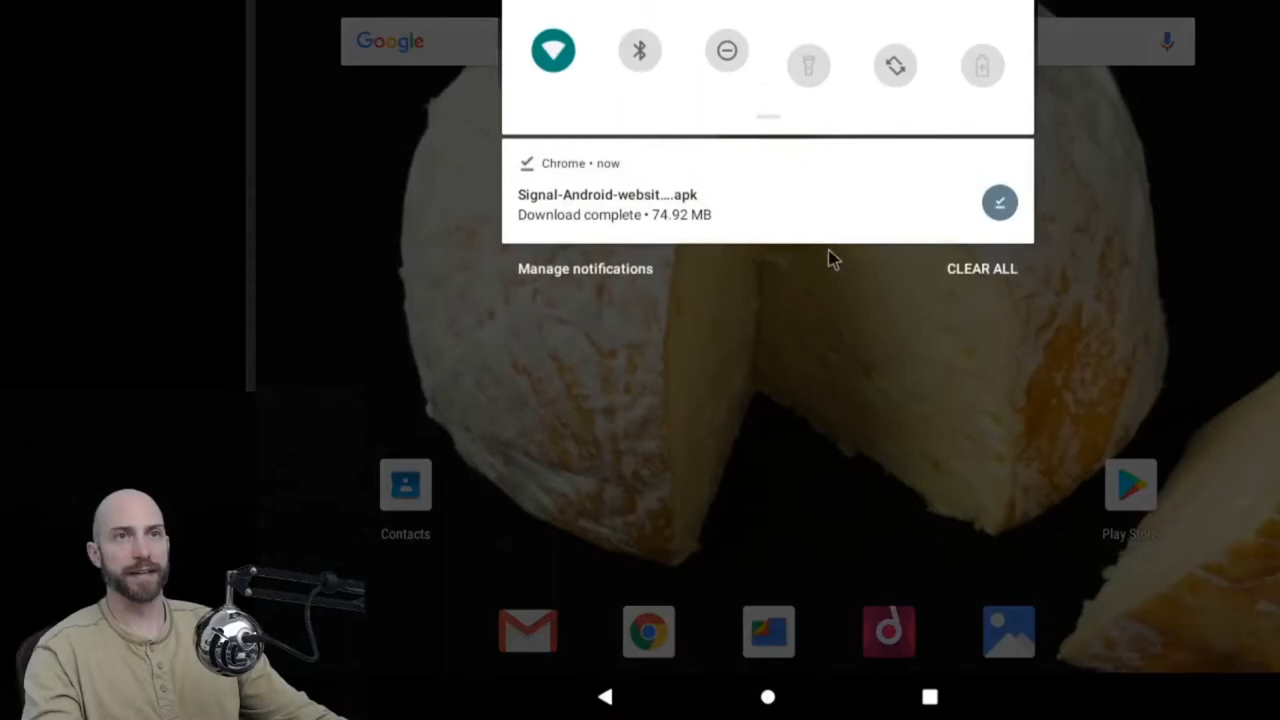 Google
Chrome • now
Signal-Android-websit....apk
Download complete • 74.92 MB
Manage notifications
CLEAR ALL
Contacts
Play Store